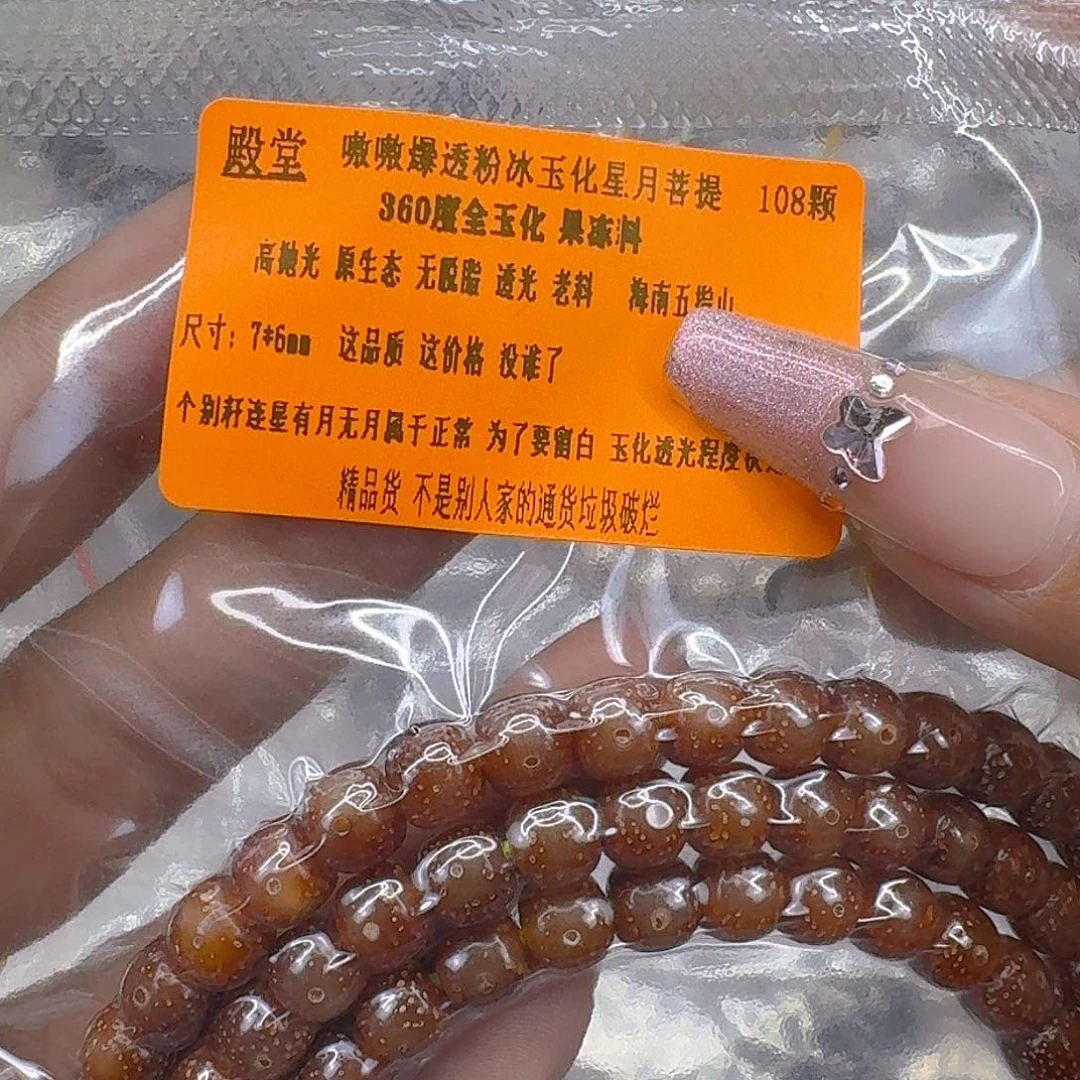 殿堂 嗷嗷爆透粉冰玉化星月菩提 108颗
360度全玉化 果冻料
高抛光 原生态 无脱脂 透光 老料 海南五指山
尺寸：7*6mm 这品质 这价格 没谁了
个别籽连星有月无月属于正常 为了要留白 玉化透光程度
精品货 不是别人家的通货垃圾破烂